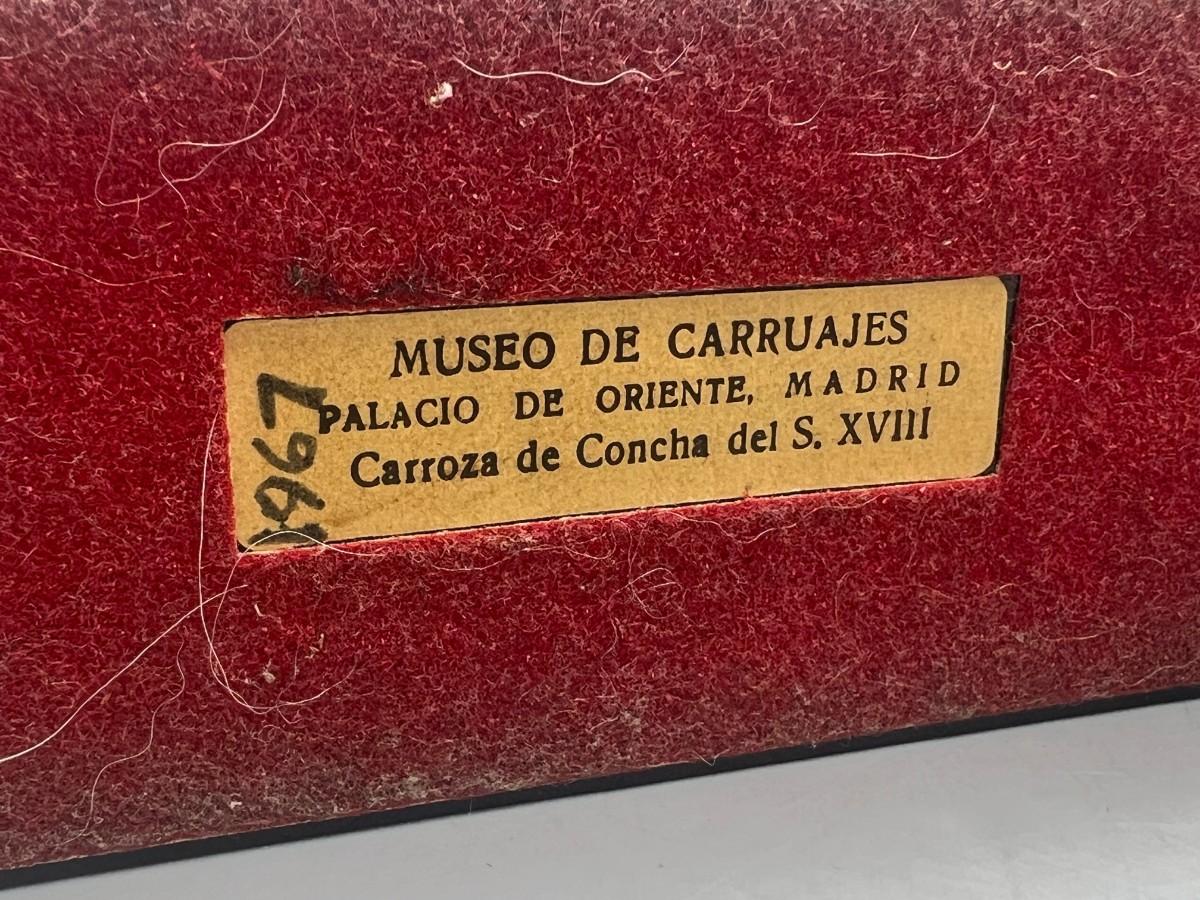 MUSEO DE CARRUAJES
PALACIO DE ORIENTE, MADRID
Carroza de Concha del S. XVIII
1967